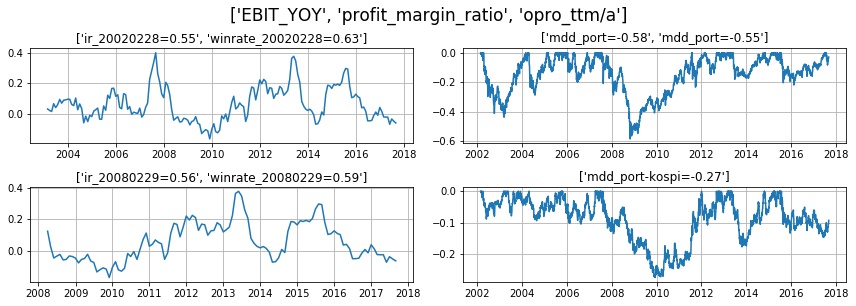 ['EBIT_YOY', 'profit_margin_ratio', 'opro_ttm/a']
['ir_20020228=0.55', 'winrate_20020228=0.63']
0.4
0.2
0.0
2004 2006 2008 2010 2012 2014 2016 2018
['mdd_port=-0.58', 'mdd_port=-0.55']
0.0
−0.2
−0.4
−0.6
2002 2004 2006 2008 2010 2012 2014 2016 2018
['ir_20080229=0.56', 'winrate_20080229=0.59']
0.4
0.2
0.0
2008 2009 2010 2011 2012 2013 2014 2015 2016 2017 2018
['mdd_port-kospi=-0.27']
0.0
−0.1
−0.2
2002 2004 2006 2008 2010 2012 2014 2016 2018